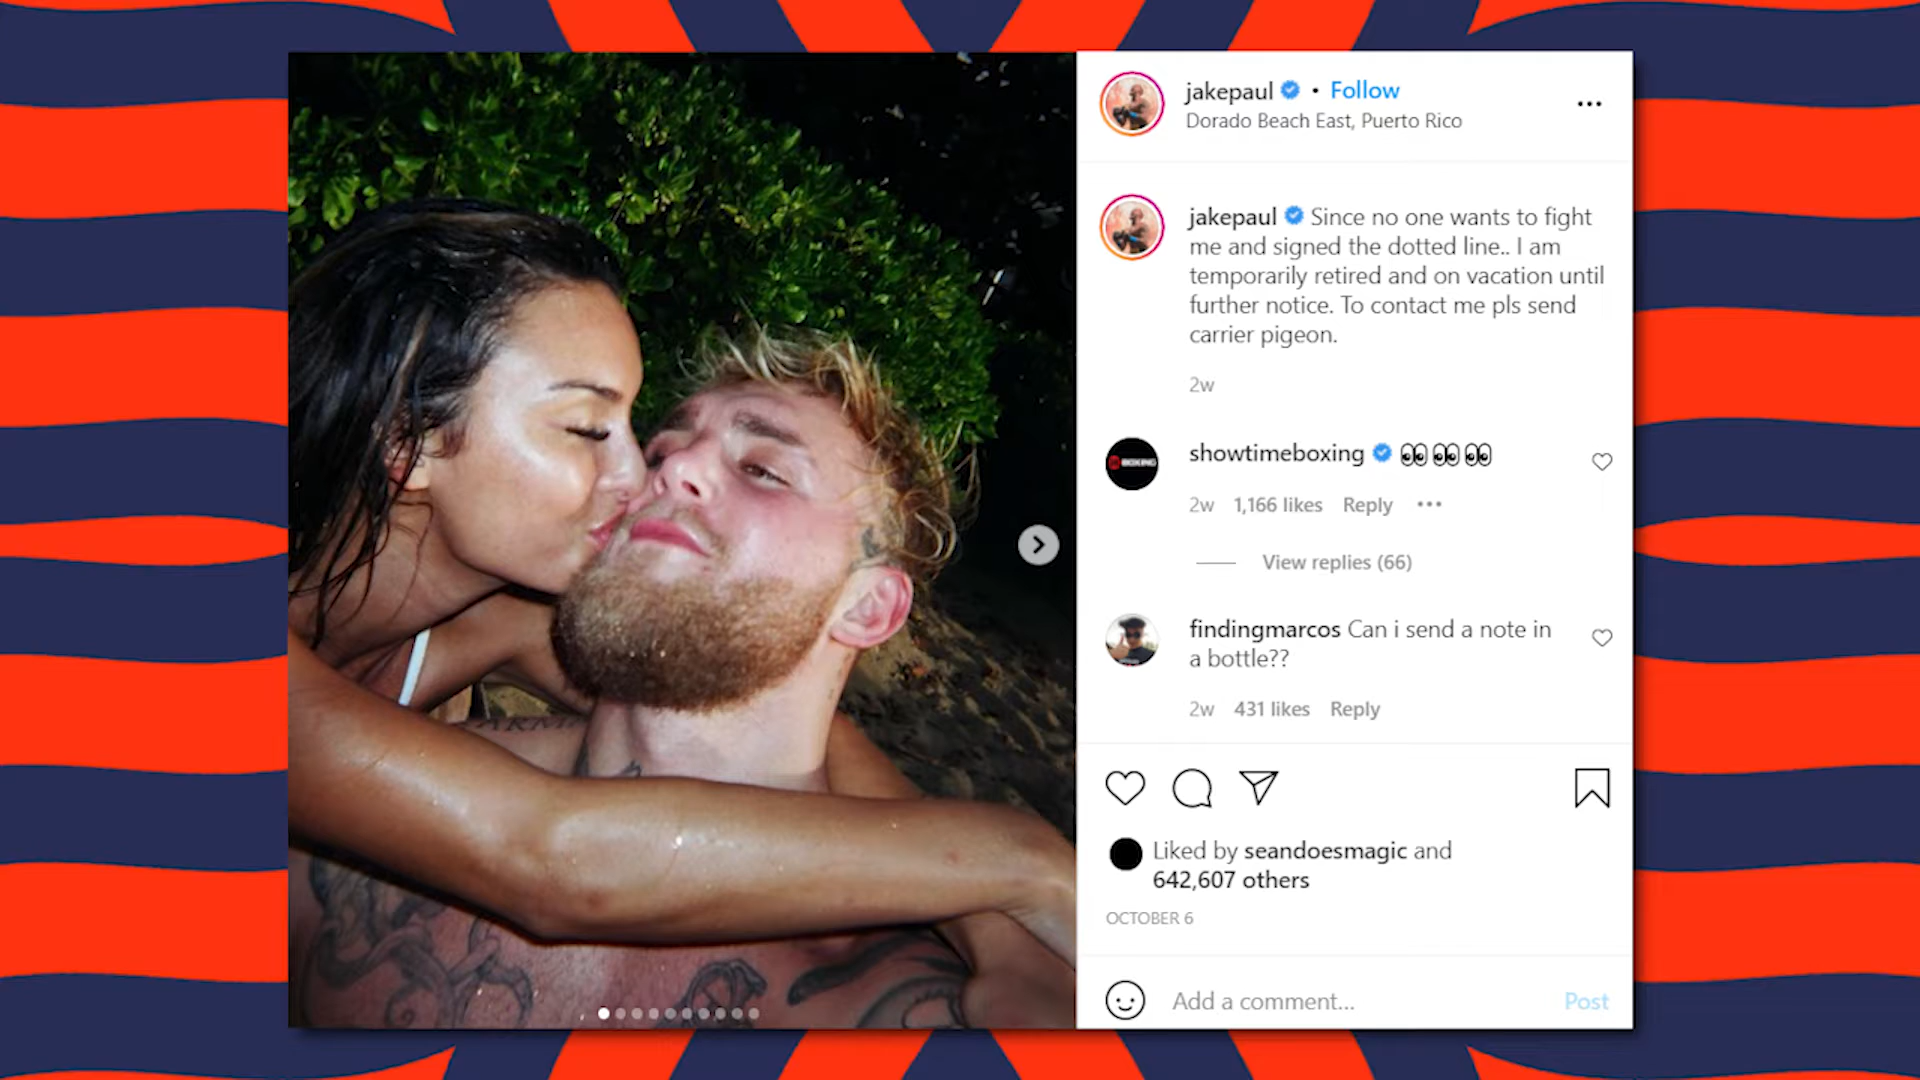 jakepaul • Follow
Dorado Beach East, Puerto Rico
jakepaul Since no one wants to fight
me and signed the dotted line.. I am
temporarily retired and on vacation until
further notice. To contact me pls send
carrier pigeon.
2w
showtimeboxing 👀👀👀
BOXING
2w 1,166 likes Reply •••
View replies (66)
findingmarcos Can i send a note in
a bottle??
2w 431 likes Reply
Liked by seandoesmagic and
642,607 others
OCTOBER 6
Add a comment... Post